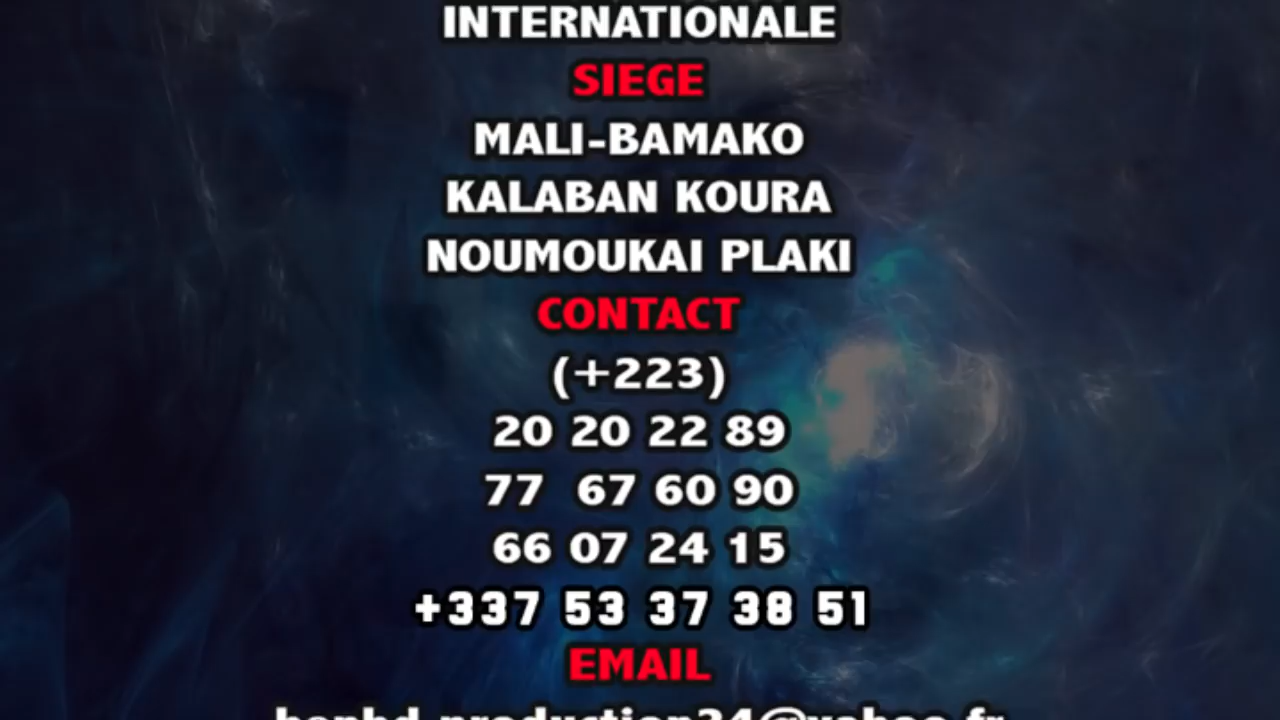 INTERNATIONALE
SIEGE
MALI-BAMAKO
KALABAN KOURA
NOUMOUKAI PLAKI
CONTACT
(+223)
20 20 22 89
77 67 60 90
66 07 24 15
+337 53 37 38 51
EMAIL